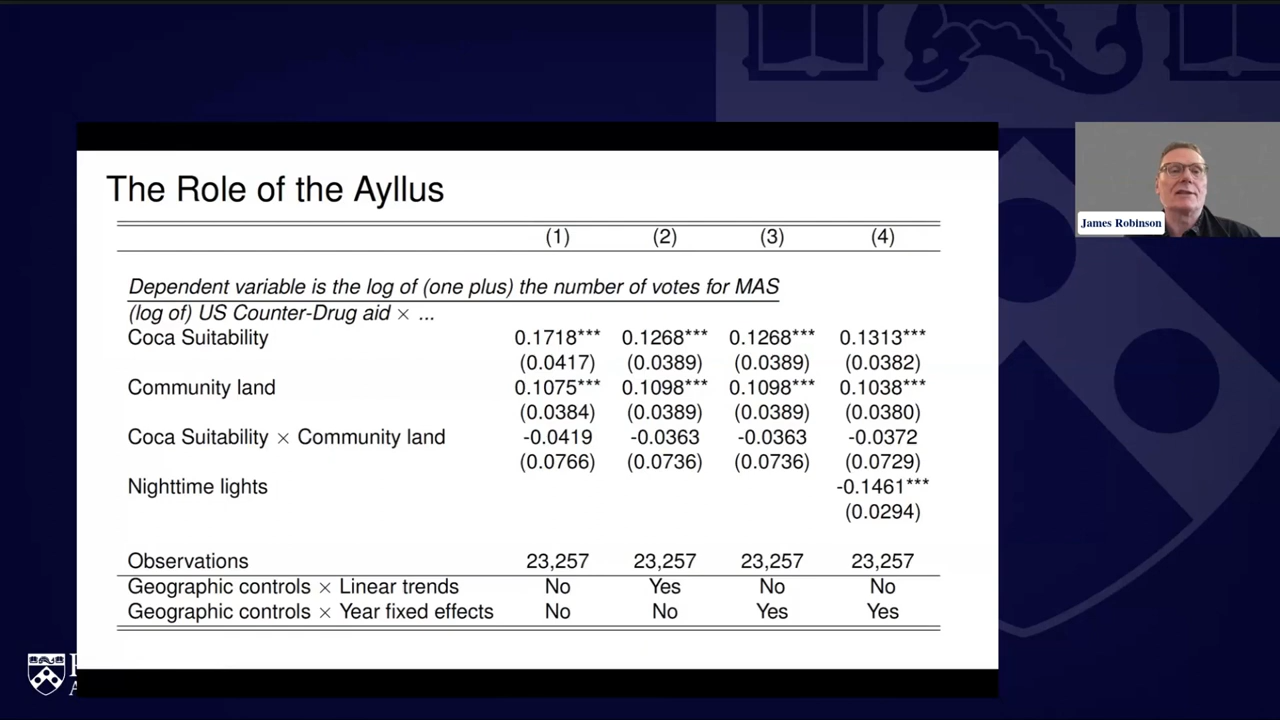 The Role of the Ayllus
(1) (2) (3) (4)
Dependent variable is the log of (one plus) the number of votes for MAS
(log of) US Counter-Drug aid × ...
Coca Suitability 0.1718*** 0.1268*** 0.1268*** 0.1313***
(0.0417) (0.0389) (0.0389) (0.0382)
Community land 0.1075*** 0.1098*** 0.1098*** 0.1038***
(0.0384) (0.0389) (0.0389) (0.0380)
Coca Suitability × Community land -0.0419 -0.0363 -0.0363 -0.0372
(0.0766) (0.0736) (0.0736) (0.0729)
Nighttime lights -0.1461***
(0.0294)
Observations 23,257 23,257 23,257 23,257
Geographic controls × Linear trends No Yes No No
Geographic controls × Year fixed effects No No Yes Yes
James Robinson